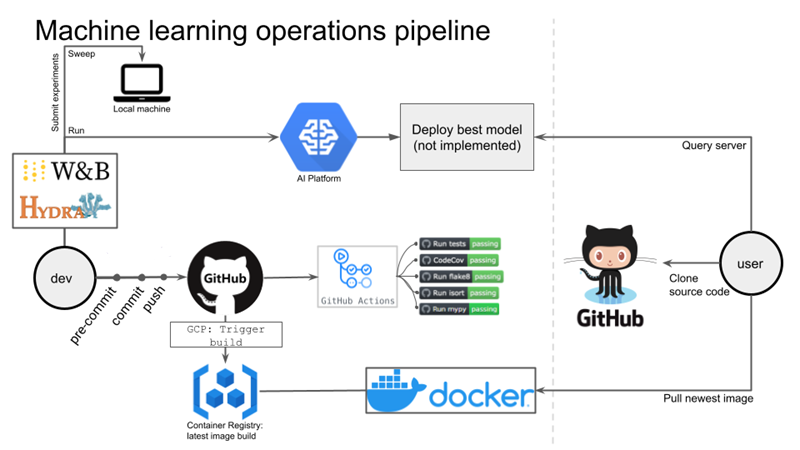 Machine learning operations pipeline
Sweep
Submit experiments
Local machine
Run
AI Platform
Deploy best model
(not implemented)
Query server
W&B
HYDRA
dev
pre-commit
commit
push
GitHub
GitHub Actions
Run tests passing
CodeCov passing
Run flake8 passing
Run isort passing
Run mypy passing
GitHub
Clone
source code
user
GCP: Trigger
build
Container Registry:
latest image build
docker
Pull newest image